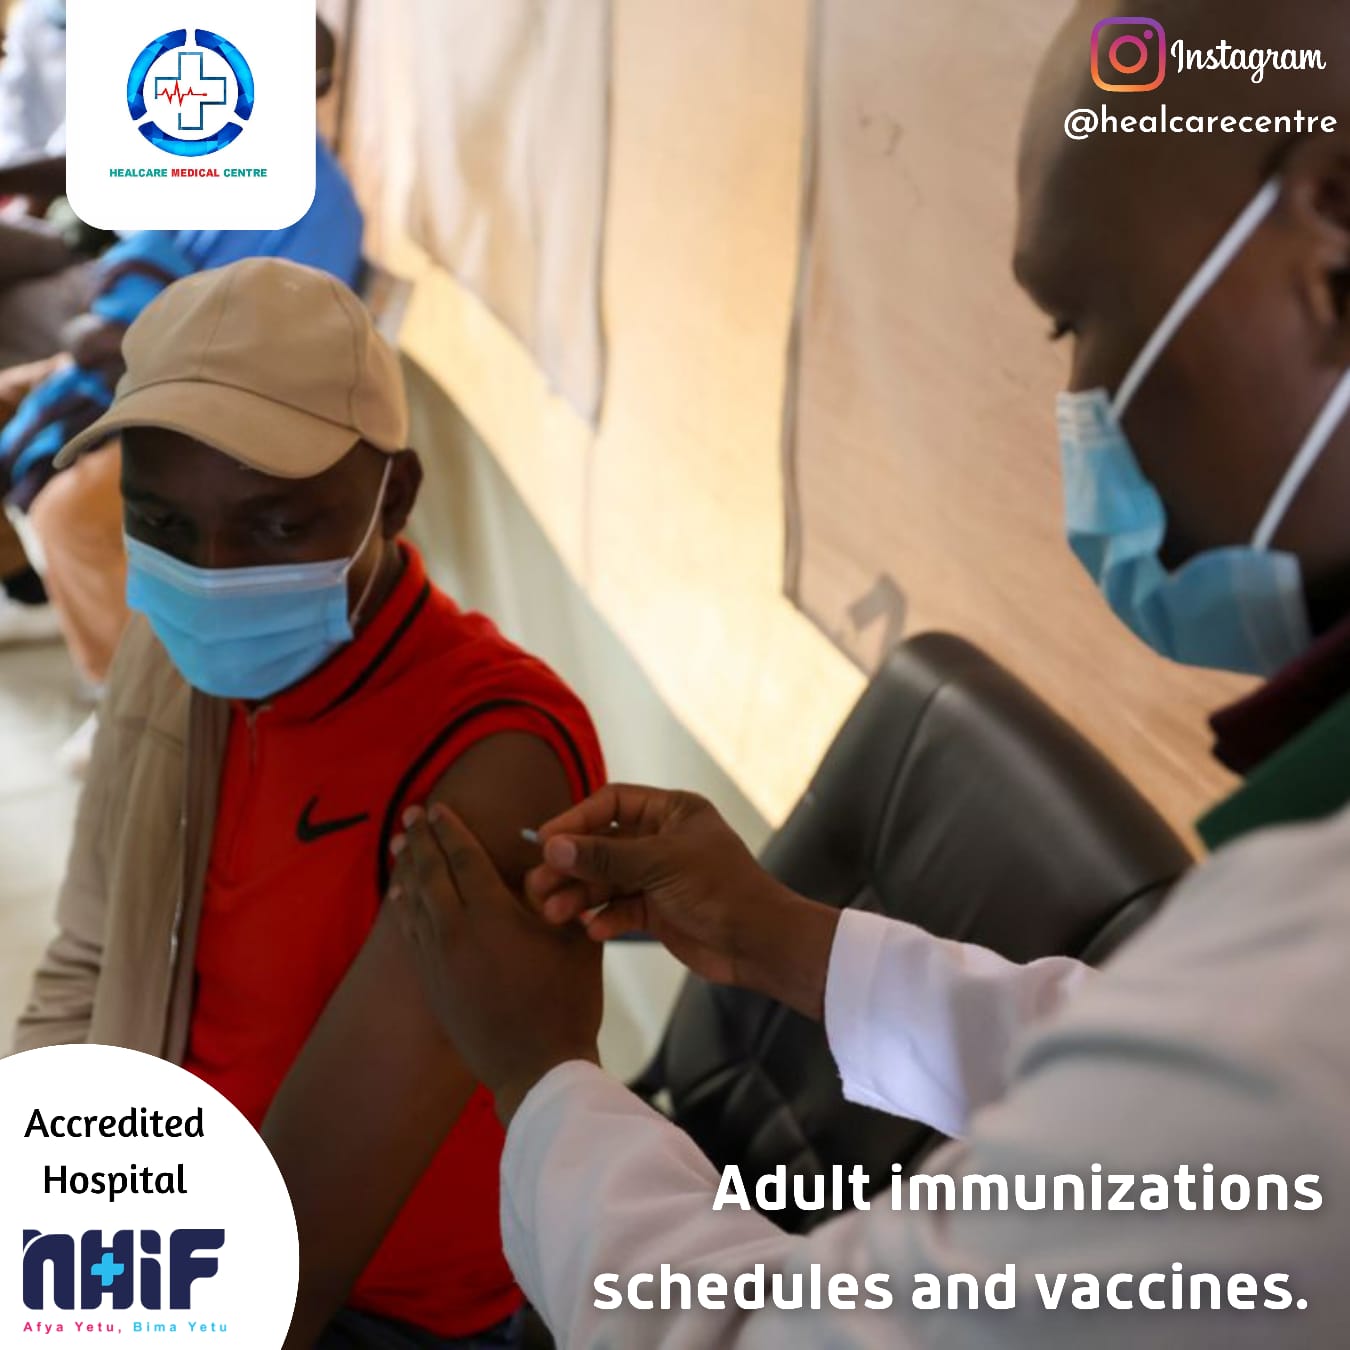 HEALCARE MEDICAL CENTRE
Instagram
@healcarecentre
Accredited
Hospital
NHiF
Afya Yetu, Bima Yetu
Adult immunizations
schedules and vaccines.